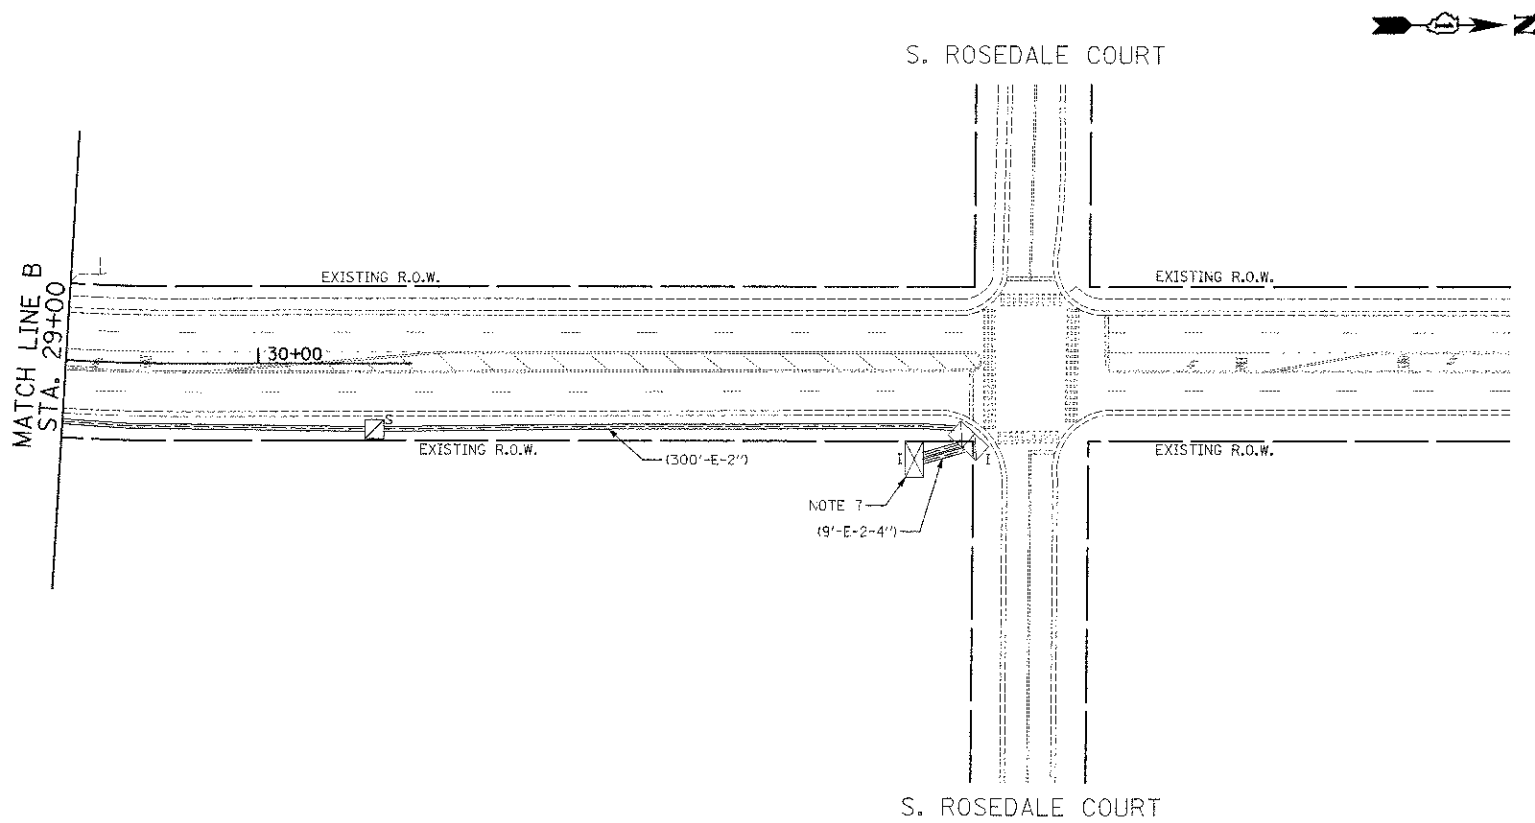 N
S. ROSEDALE COURT
MATCH LINE B
STA. 29+00
EXISTING R.O.W.
EXISTING R.O.W.
30+00
S
EXISTING R.O.W.
(300'-E-2")
I
I
EXISTING R.O.W.
NOTE 7
(9'-E-2-4")
S. ROSEDALE COURT